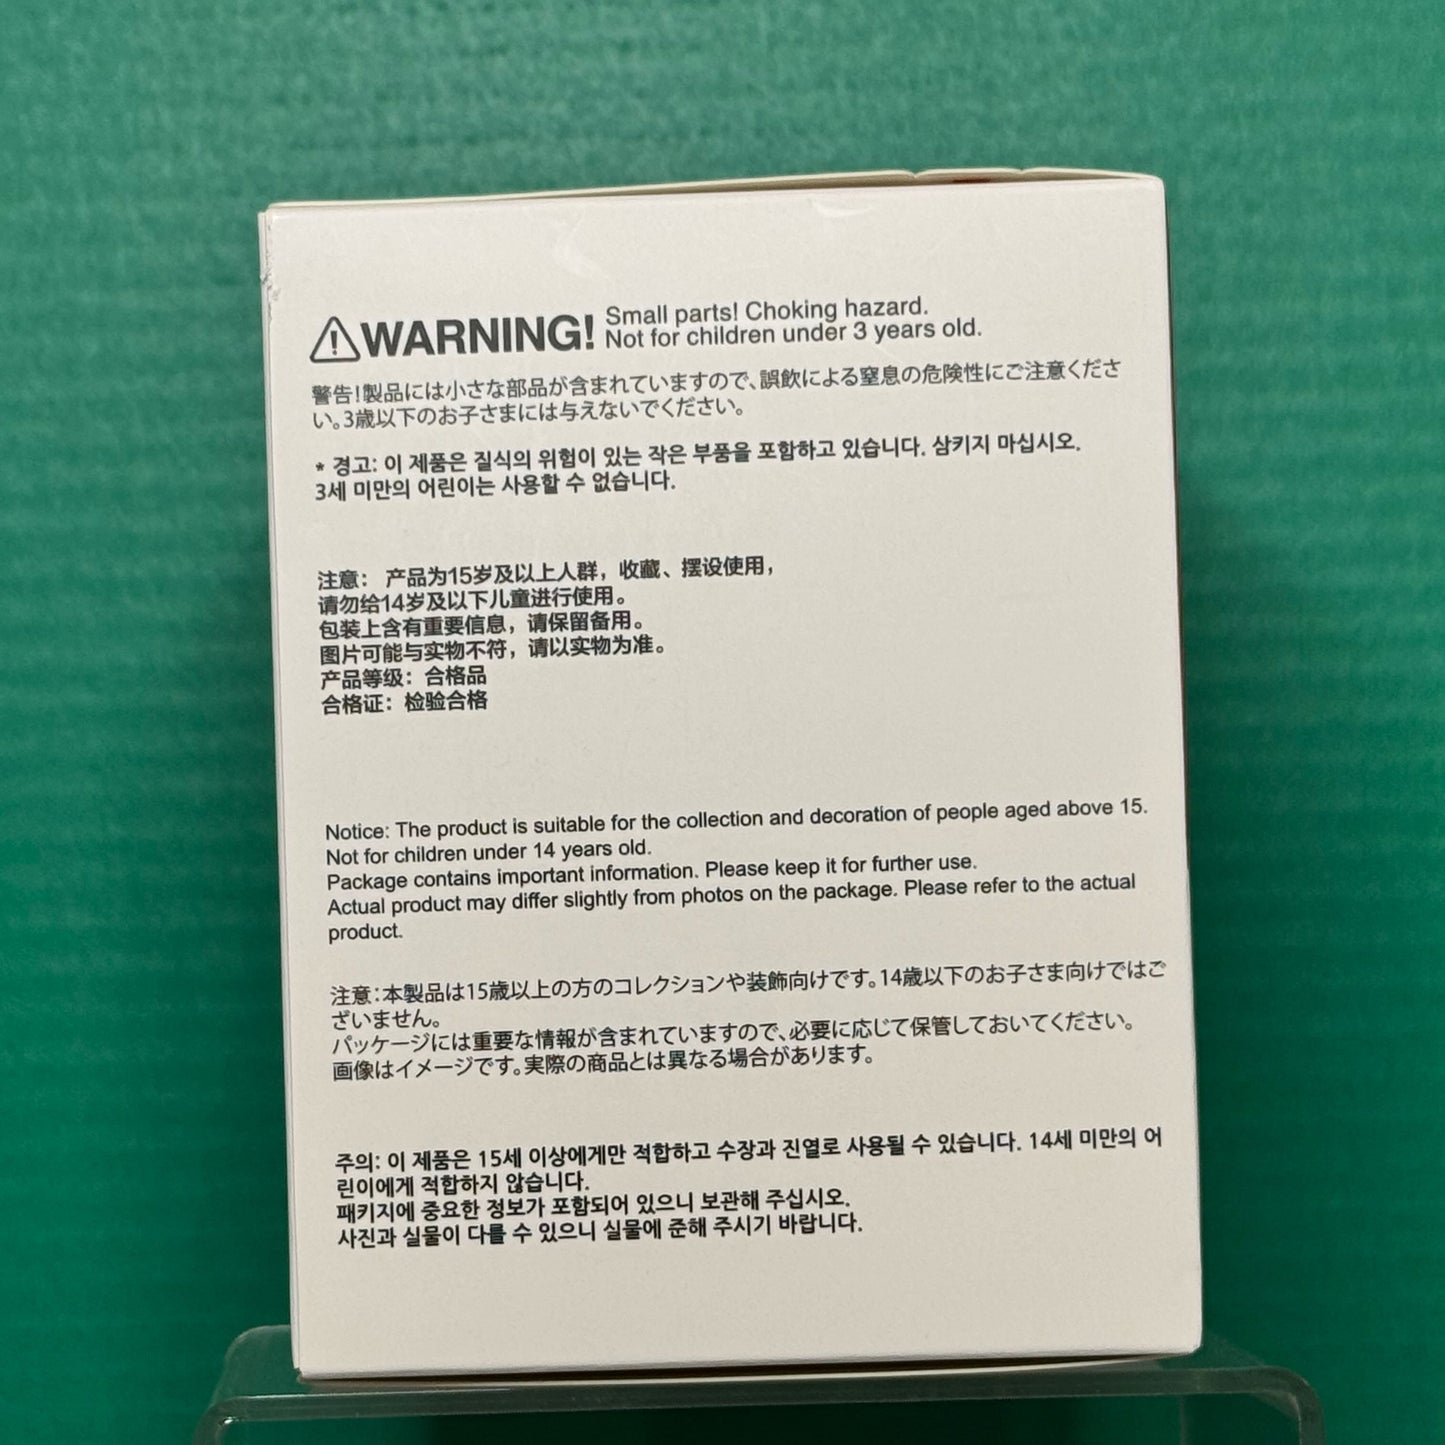 WARNING! Small parts! Choking hazard.
Not for children under 3 years old.
警告!製品には小さな部品が含まれていますので、誤飲による窒息の危険性にご注意くださ
い。3歳以下のお子さまには与えないでください。
* 경고: 이 제품은 질식의 위험이 있는 작은 부품을 포함하고 있습니다. 삼키지 마십시오.
3세 미만의 어린이는 사용할 수 없습니다.
注意： 产品为15岁及以上人群，收藏、摆设使用，
请勿给14岁及以下儿童进行使用。
包装上含有重要信息，请保留备用。
图片可能与实物不符，请以实物为准。
产品等级：合格品
合格证：检验合格
Notice: The product is suitable for the collection and decoration of people aged above 15.
Not for children under 14 years old.
Package contains important information. Please keep it for further use.
Actual product may differ slightly from photos on the package. Please refer to the actual
product.
注意:本製品は15歳以上の方のコレクションや装飾向けです。14歳以下のお子さま向けではご
ざいません。
パッケージには重要な情報が含まれていますので、必要に応じて保管しておいてください。
画像はイメージです。実際の商品とは異なる場合があります。
주의: 이 제품은 15세 이상에게만 적합하고 수장과 진열로 사용될 수 있습니다. 14세 미만의 어
린이에게 적합하지 않습니다.
패키지에 중요한 정보가 포함되어 있으니 보관해 주십시오.
사진과 실물이 다를 수 있으니 실물에 준해 주시기 바랍니다.